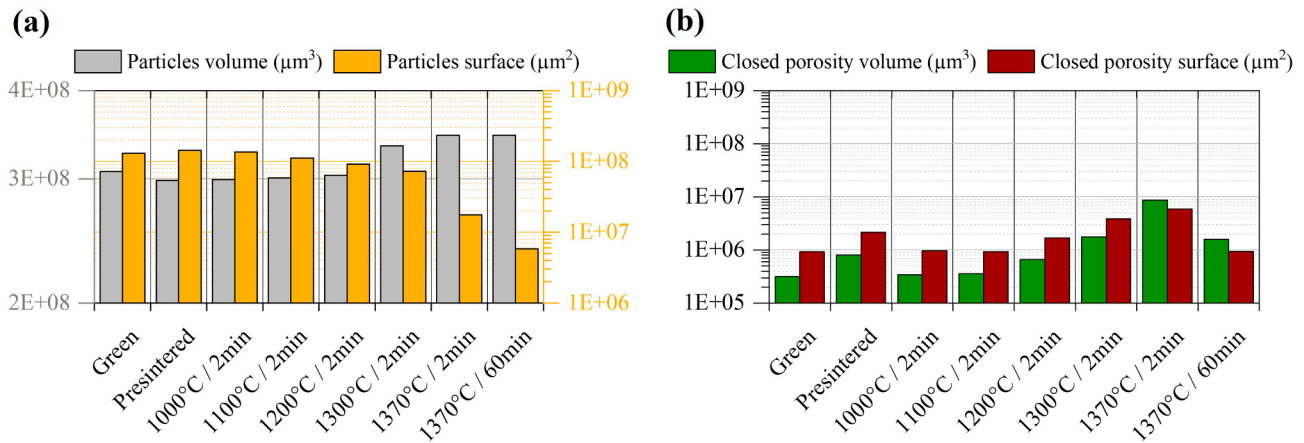 (a)
Particles volume (µm³) Particles surface (µm²)
4E+08
3E+08
2E+08
1E+09
1E+08
1E+07
1E+06
Green
Presintered
1000°C / 2min
1100°C / 2min
1200°C / 2min
1300°C / 2min
1370°C / 2min
1370°C / 60min
(b)
Closed porosity volume (µm³) Closed porosity surface (µm²)
1E+09
1E+08
1E+07
1E+06
1E+05
Green
Presintered
1000°C / 2min
1100°C / 2min
1200°C / 2min
1300°C / 2min
1370°C / 2min
1370°C / 60min